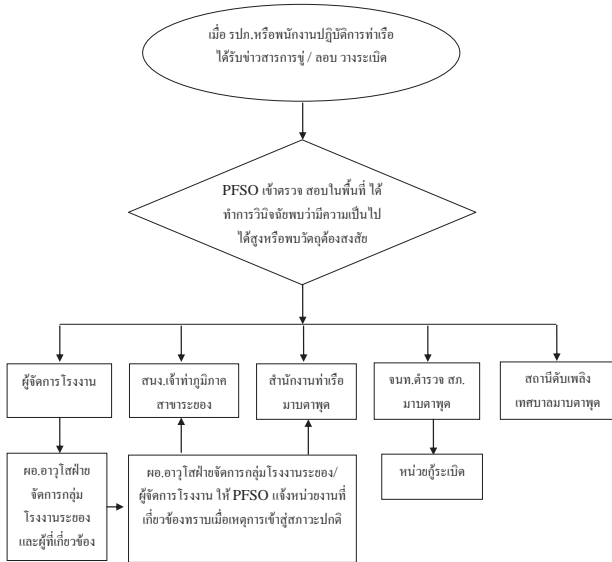 เมื่อ รปภ.หรือพนักงานปฏิบัติการท่าเรือ
ได้รับข่าวสารการขู่ / ลอบ วางระเบิด
PFSO เข้าตรวจ สอบในพื้นที่ ได้
ทำการวินิจฉัยพบว่ามีความเป็นไป
ได้สูงหรือพบวัตถุต้องสงสัย
ผู้จัดการโรงงาน
สนง.เจ้าท่าภูมิภาค
สาขาระยอง
สำนักงานท่าเรือ
มาบตาพุด
จนท.ตำรวจ สภ.
มาบตาพุด
สถานีดับเพลิง
เทศบาลมาบตาพุด
ผอ.อาวุโสฝ่าย
จัดการกลุ่ม
โรงงานระยอง
และผู้ที่เกี่ยวข้อง
ผอ.อาวุโสฝ่ายจัดการกลุ่มโรงงานระยอง/
ผู้จัดการโรงงาน ให้ PFSO แจ้งหน่วยงานที่
เกี่ยวข้องทราบเมื่อเหตุการเข้าสู่สภาวะปกติ
หน่วยกู้ระเบิด